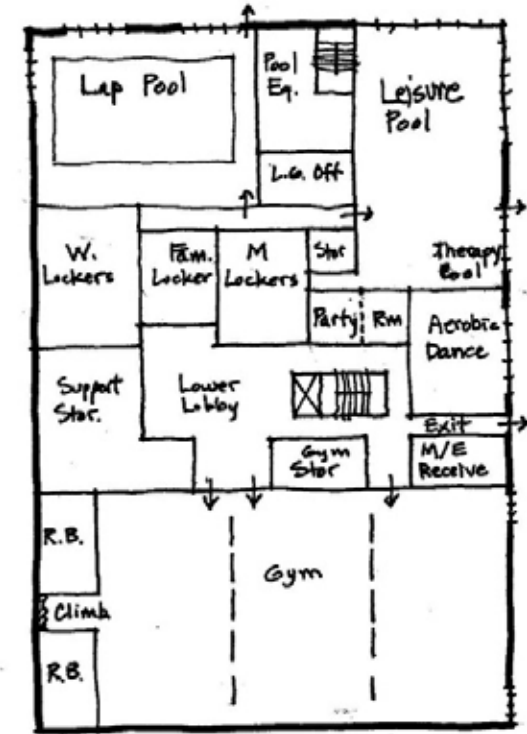 Lap Pool
Pool
Eq.
Leisure
Pool
L.G. Off
W.
Lockers
Fam.
Locker
M
Lockers
Stor
Therapy
Pool
Party Rm
Aerobic
Dance
Support
Stor.
Lower
Lobby
Exit
Gym
Stor
M/E
Receive
R.B.
Climb
R.B.
Gym